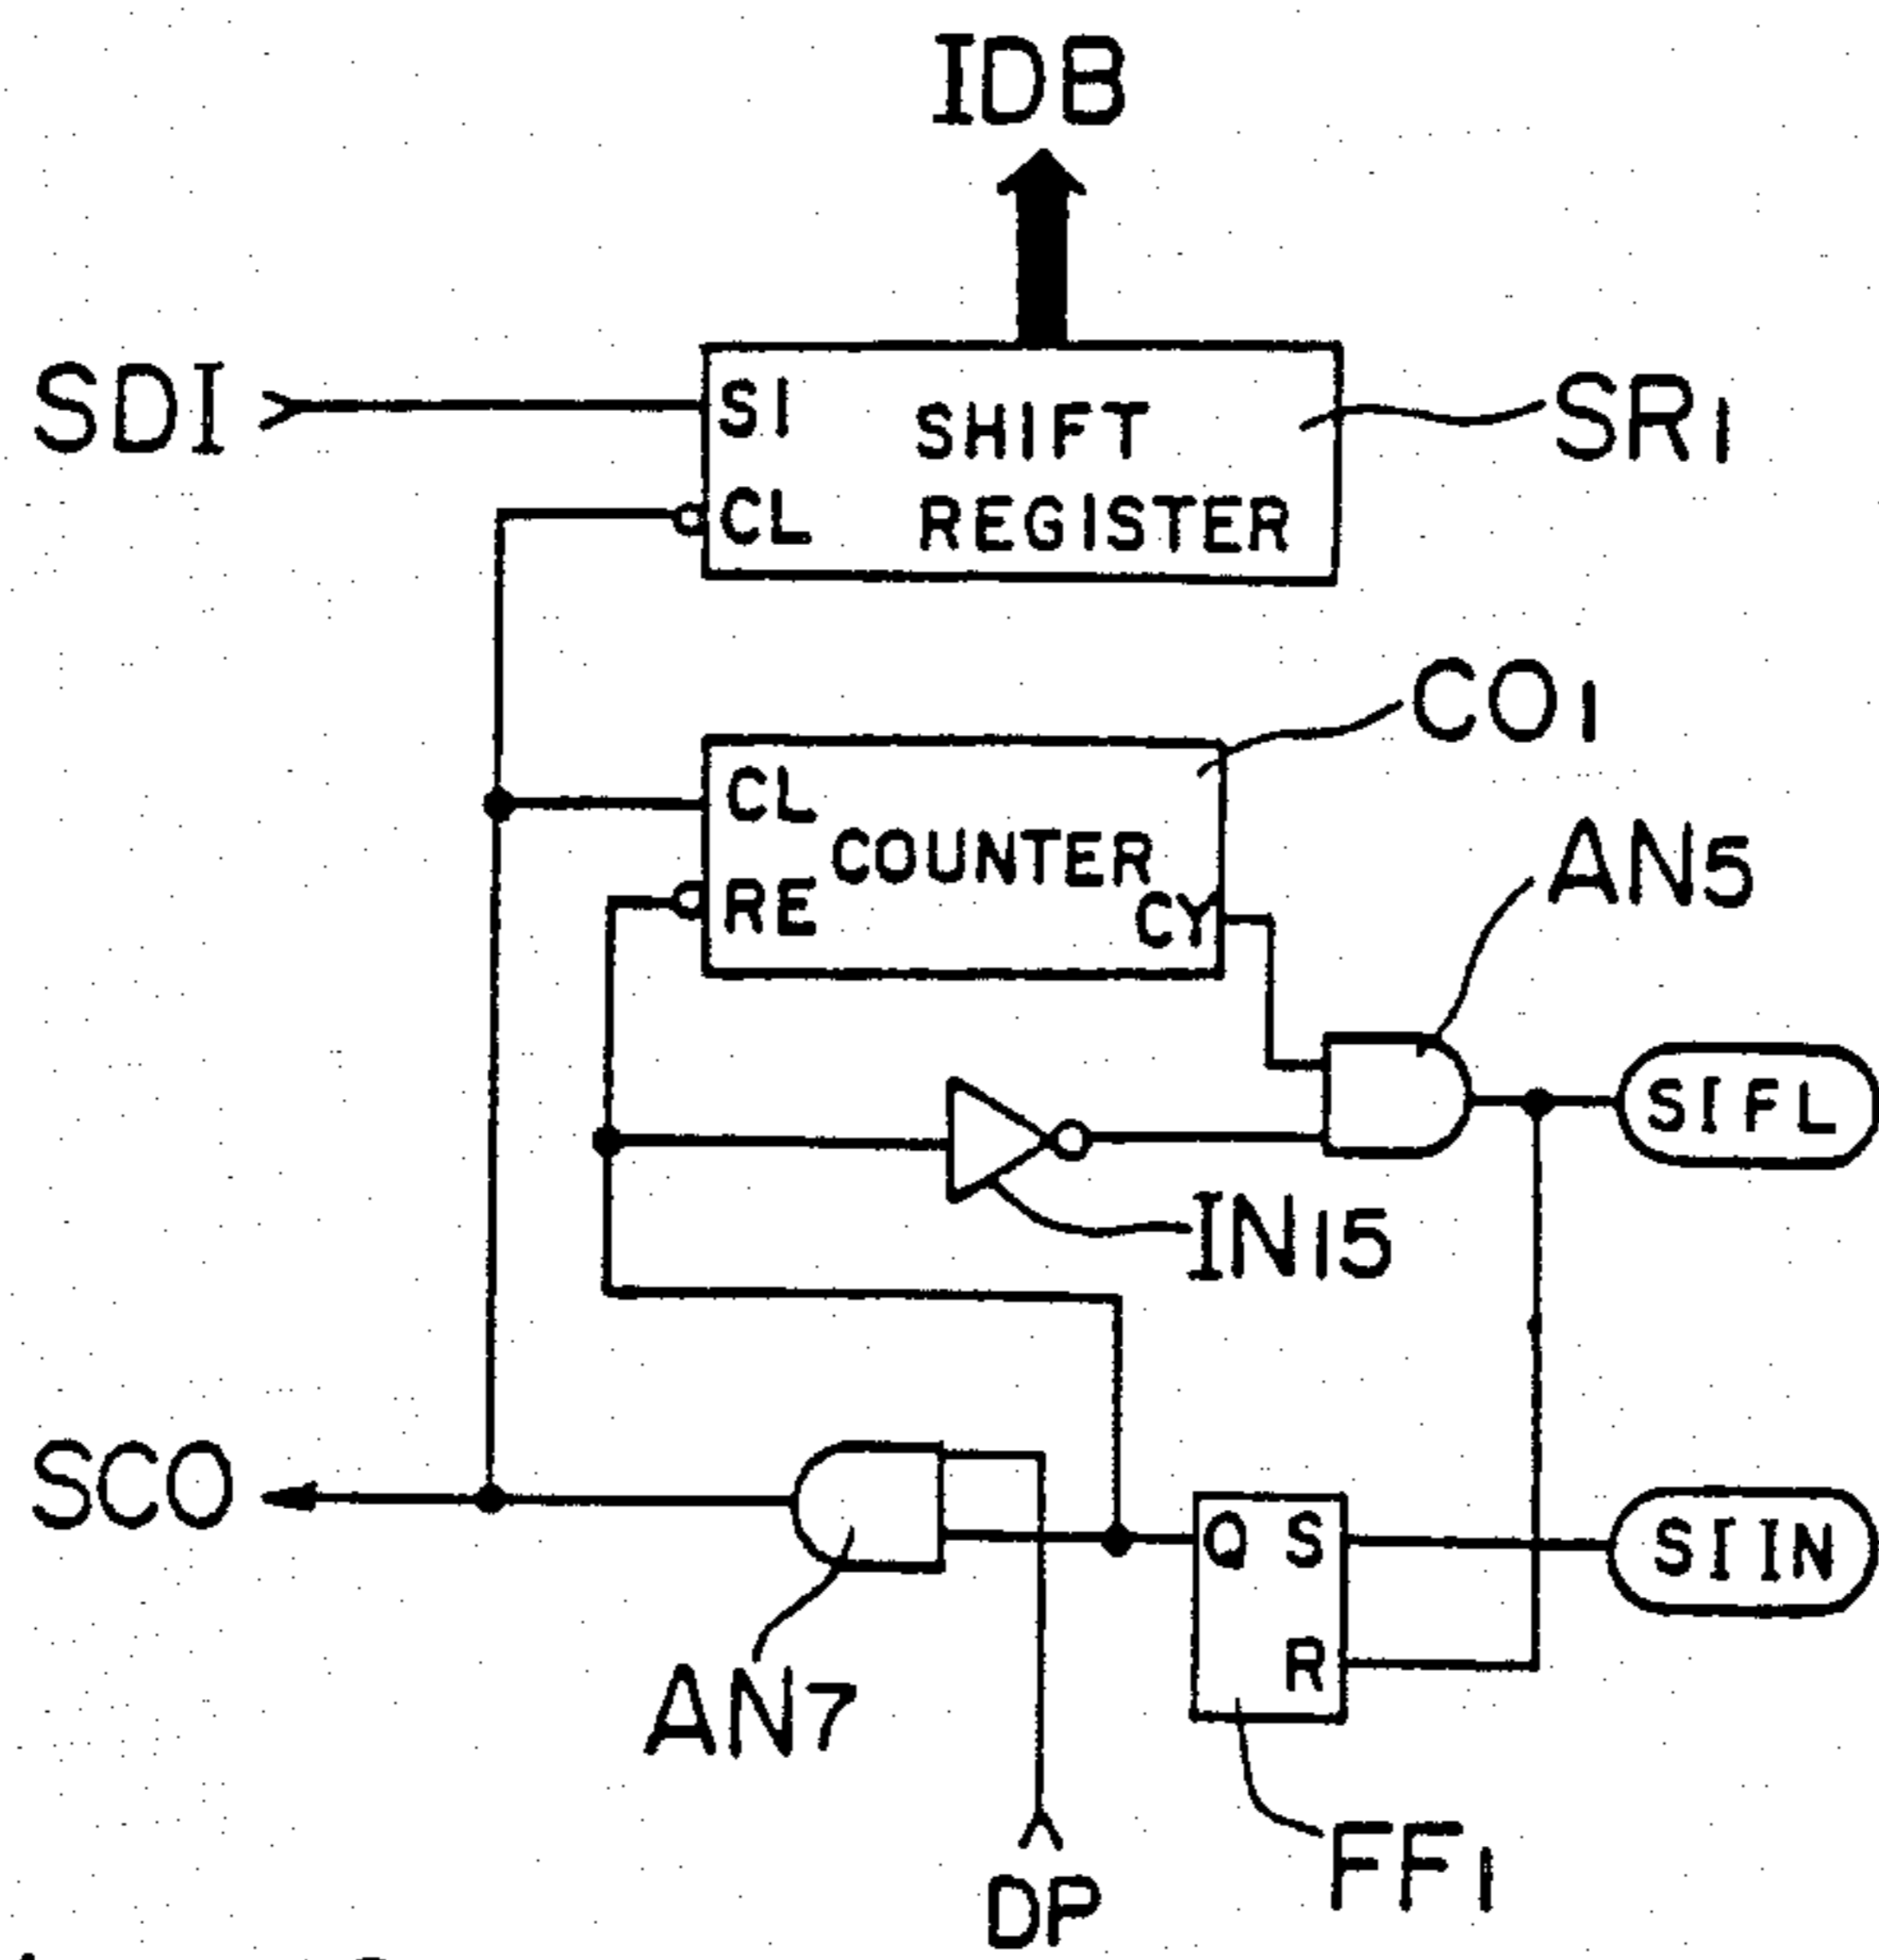 IDB
SDI
SI
SHIFT
SR1
CL
REGISTER
CO1
CL
COUNTER
AN5
RE
CY
SIFL
IN15
SCO
Q
S
SIIN
R
AN7
FF1
DP